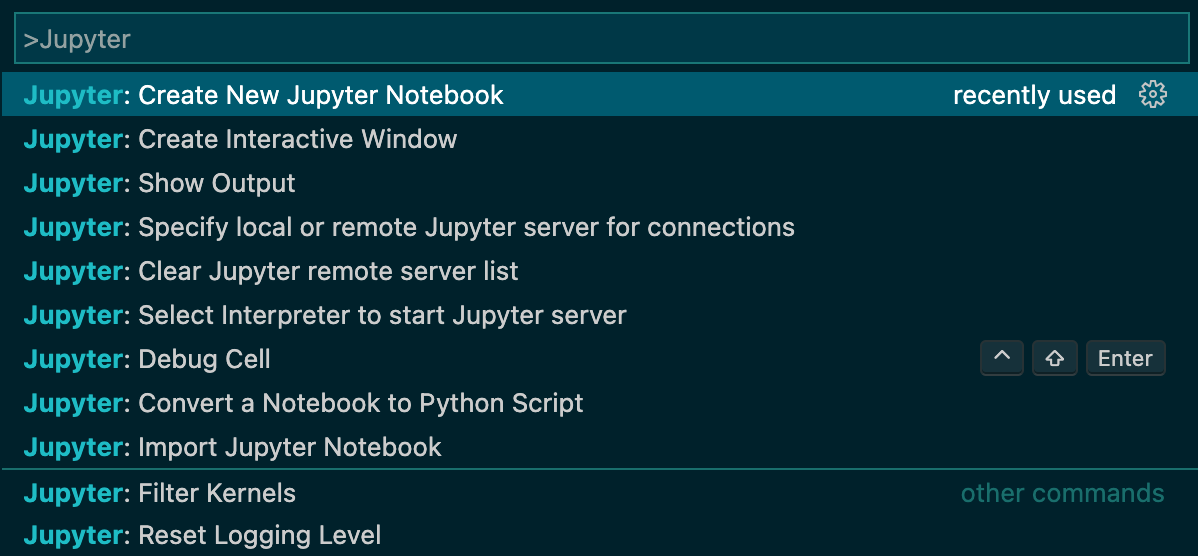 >Jupyter
Jupyter: Create New Jupyter Notebook recently used
Jupyter: Create Interactive Window
Jupyter: Show Output
Jupyter: Specify local or remote Jupyter server for connections
Jupyter: Clear Jupyter remote server list
Jupyter: Select Interpreter to start Jupyter server
Jupyter: Debug Cell ^ ⇧ Enter
Jupyter: Convert a Notebook to Python Script
Jupyter: Import Jupyter Notebook
Jupyter: Filter Kernels other commands
Jupyter: Reset Logging Level